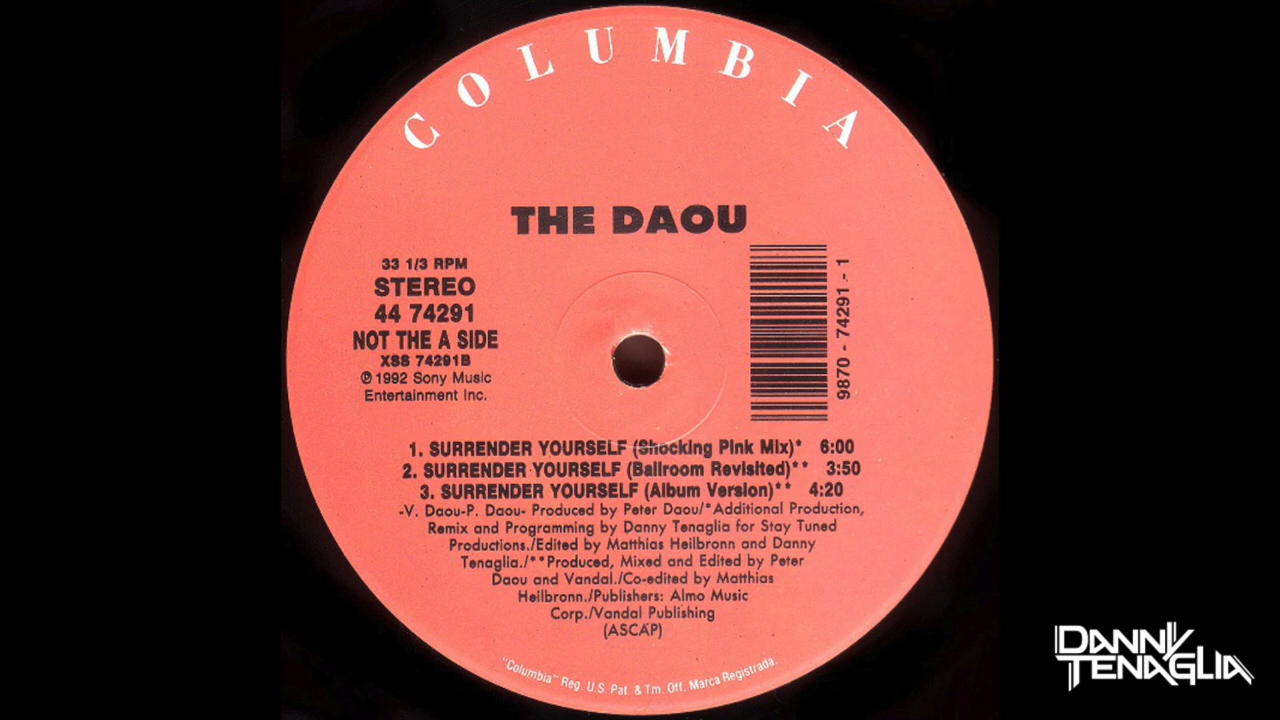 COLUMBIA
THE DAOU
33 1/3 RPM
STEREO
44 74291
NOT THE A SIDE
XSS 74291B
℗ 1992 Sony Music
Entertainment Inc.
9870 - 74291 - 1
1. SURRENDER YOURSELF (Shocking Pink Mix)* 6:00
2. SURRENDER YOURSELF (Ballroom Revisited)** 3:50
3. SURRENDER YOURSELF (Album Version)** 4:20
-V. Daou-P. Daou- Produced by Peter Daou/*Additional Production,
Remix and Programming by Danny Tenaglia for Stay Tuned
Productions./Edited by Matthias Heilbronn and Danny
Tenaglia./**Produced, Mixed and Edited by Peter
Daou and Vandal./Co-edited by Matthias
Heilbronn./Publishers: Almo Music
Corp./Vandal Publishing
(ASCAP)
"Columbia" Reg. U.S. Pat. & Tm. Off. Marca Registrada.
DANNY
TENAGLIA